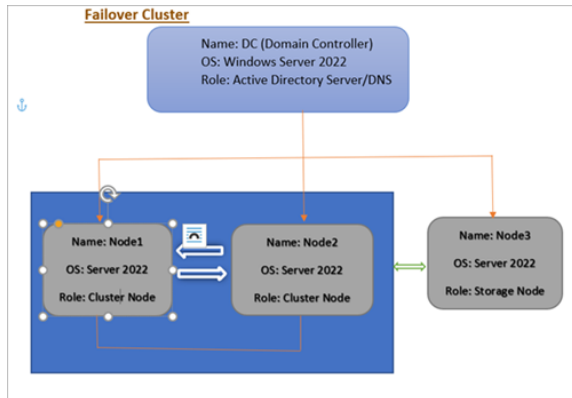 Failover Cluster
Name: DC (Domain Controller)
OS: Windows Server 2022
Role: Active Directory Server/DNS
Name: Node1
OS: Server 2022
Role: Cluster Node
Name: Node2
OS: Server 2022
Role: Cluster Node
Name: Node3
OS: Server 2022
Role: Storage Node